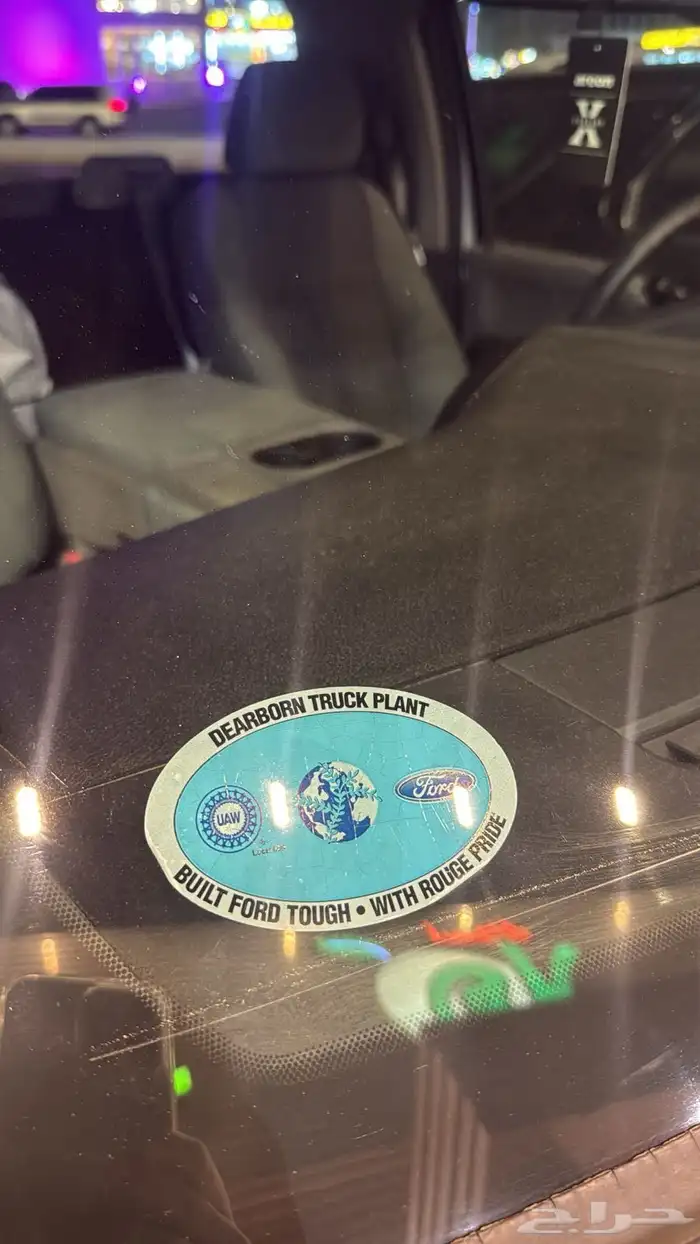 X
DEARBORN TRUCK PLANT
UAW
Ford
BUILT FORD TOUGH • WITH ROUGE PRIDE
حراج